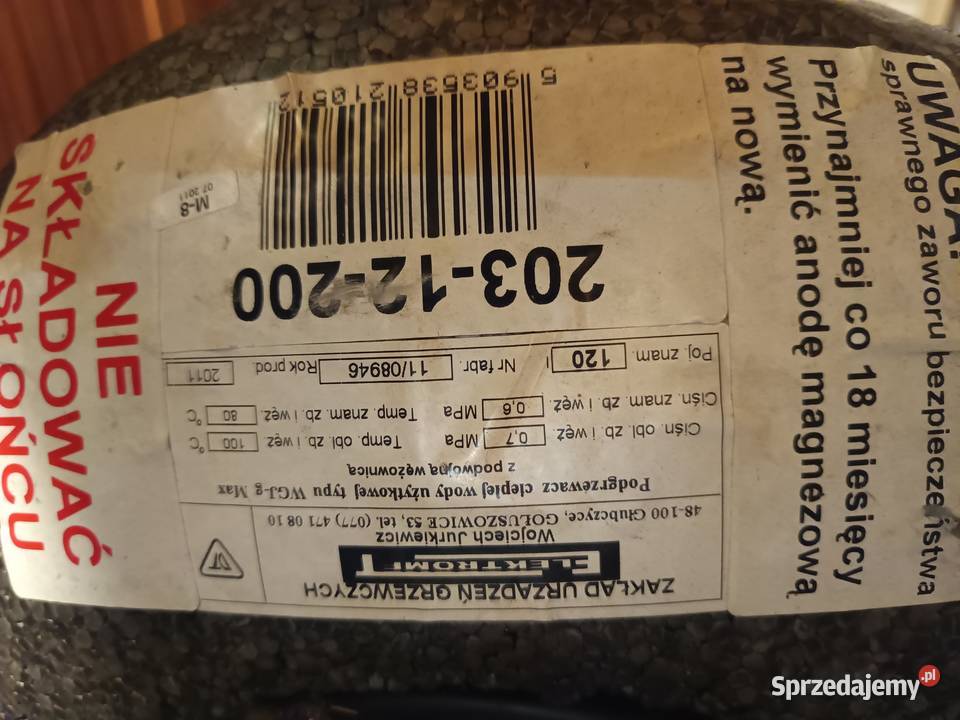 ZAKŁAD URZĄDZEŃ GRZEWCZYCH
ELEKTROMET
Wojciech Jurkiewicz
48-100 Głubczyce, GOŁUSZOWICE 53, tel. (077) 471 08 10
DT
Podgrzewacz ciepłej wody użytkowej typu WGJ-g Max
z podwójną wężownicą
Ciśn. obl. zb. i węż. 0,7 MPa Temp. obl. zb. i węż. 100 °C
Ciśn. znam. zb. i węż. 0,6 MPa Temp. znam. zb. i węż. 80 °C
Poj. znam. 120 l Nr fabr. 11/08946 Rok prod. 2011
203-12-200
5 903538 210512
M-8
07 2011
NIE
SKŁADOWAĆ
NA SŁOŃCU
UWAGA!
sprawnego zaworu bezpieczeństwa
Przynajmniej co 18 miesięcy
wymienić anodę magnezową
na nową.
Sprzedajemy.pl